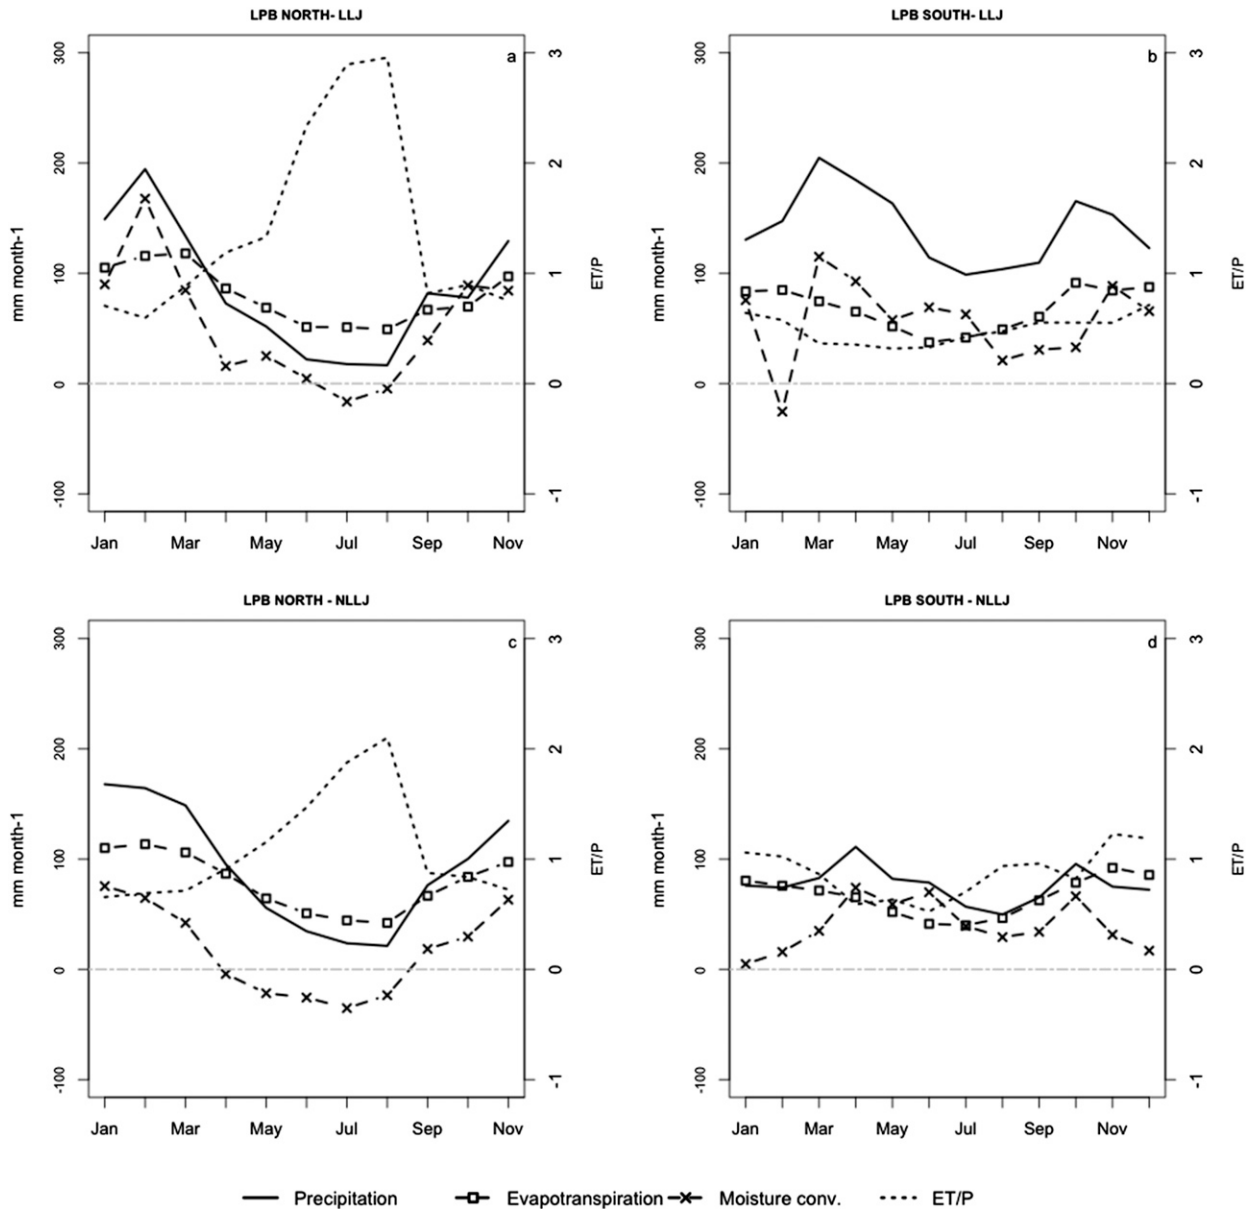 LPB NORTH- LLJ
a
300
200
100
0
-100
mm month-1
3
2
1
0
-1
ET/P
Jan Mar May Jul Sep Nov
LPB SOUTH- LLJ
b
300
200
100
0
-100
mm month-1
3
2
1
0
-1
ET/P
Jan Mar May Jul Sep Nov
LPB NORTH - NLLJ
c
300
200
100
0
-100
mm month-1
3
2
1
0
-1
ET/P
Jan Mar May Jul Sep Nov
LPB SOUTH - NLLJ
d
300
200
100
0
-100
mm month-1
3
2
1
0
-1
ET/P
Jan Mar May Jul Sep Nov
Precipitation Evapotranspiration Moisture conv. ET/P